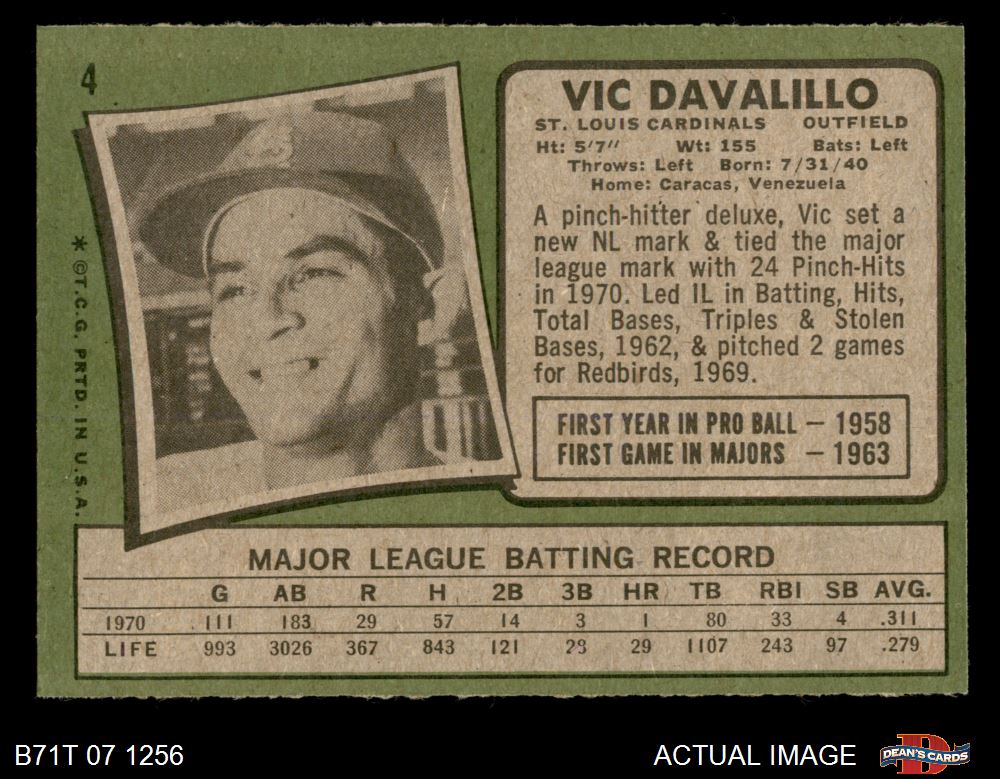 4
* ©T.C.G. PRTD. IN U.S.A.
VIC DAVALILLO
ST. LOUIS CARDINALS OUTFIELD
Ht: 5'7" Wt: 155 Bats: Left
Throws: Left Born: 7/31/40
Home: Caracas, Venezuela
A pinch-hitter deluxe, Vic set a
new NL mark & tied the major
league mark with 24 Pinch-Hits
in 1970. Led IL in Batting, Hits,
Total Bases, Triples & Stolen
Bases, 1962, & pitched 2 games
for Redbirds, 1969.
FIRST YEAR IN PRO BALL – 1958
FIRST GAME IN MAJORS – 1963
MAJOR LEAGUE BATTING RECORD
G AB R H 2B 3B HR TB RBI SB AVG.
1970 111 183 29 57 14 3 1 80 33 4 .311
LIFE 993 3026 367 843 121 23 29 1107 243 97 .279
B71T 07 1256
ACTUAL IMAGE
D
DEAN'S CARDS